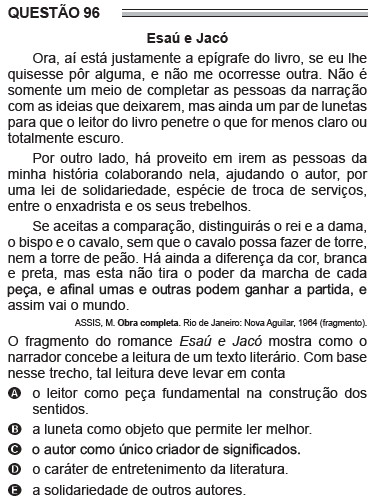 QUESTÃO 96
Esaú e Jacó
Ora, aí está justamente a epígrafe do livro, se eu lhe
quisesse pôr alguma, e não me ocorresse outra. Não é
somente um meio de completar as pessoas da narração
com as ideias que deixarem, mas ainda um par de lunetas
para que o leitor do livro penetre o que for menos claro ou
totalmente escuro.
Por outro lado, há proveito em irem as pessoas da
minha história colaborando nela, ajudando o autor, por
uma lei de solidariedade, espécie de troca de serviços,
entre o enxadrista e os seus trebelhos.
Se aceitas a comparação, distinguirás o rei e a dama,
o bispo e o cavalo, sem que o cavalo possa fazer de torre,
nem a torre de peão. Há ainda a diferença da cor, branca
e preta, mas esta não tira o poder da marcha de cada
peça, e afinal umas e outras podem ganhar a partida, e
assim vai o mundo.
ASSIS, M. Obra completa. Rio de Janeiro: Nova Aguilar, 1964 (fragmento).
O fragmento do romance Esaú e Jacó mostra como o
narrador concebe a leitura de um texto literário. Com base
nesse trecho, tal leitura deve levar em conta
A o leitor como peça fundamental na construção dos
sentidos.
B a luneta como objeto que permite ler melhor.
C o autor como único criador de significados.
D o caráter de entretenimento da literatura.
E a solidariedade de outros autores.